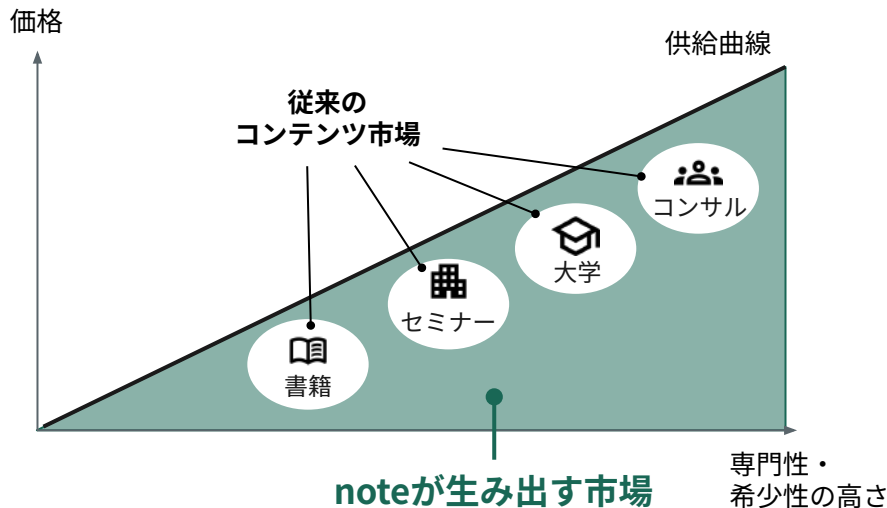 価格
供給曲線
従来の
コンテンツ市場
コンサル
大学
セミナー
書籍
noteが生み出す市場
専門性・
希少性の高さ